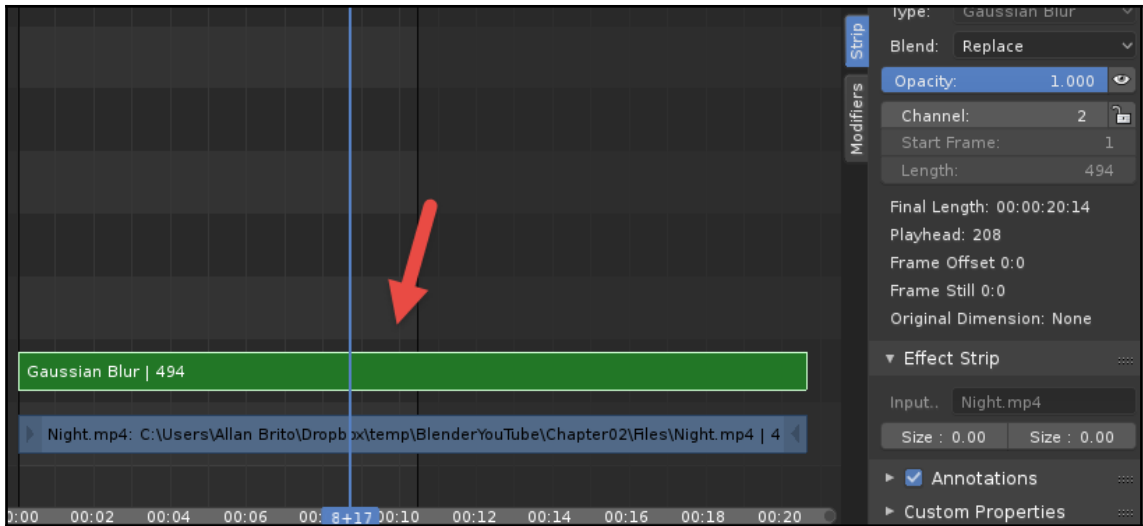 Type: Gaussian Blur
Strip
Blend: Replace
Opacity: 1.000
Modifiers
Channel: 2
Start Frame: 1
Length: 494
Final Length: 00:00:20:14
Playhead: 208
Frame Offset 0:0
Frame Still 0:0
Original Dimension: None
Effect Strip
Input.. Night.mp4
Size : 0.00 Size : 0.00
Annotations
Custom Properties
Gaussian Blur | 494
Night.mp4: C:\Users\Allan Brito\Dropbox\temp\BlenderYouTube\Chapter02\Files\Night.mp4 | 4
0:00 00:02 00:04 00:06 00: 8+17 00:10 00:12 00:14 00:16 00:18 00:20